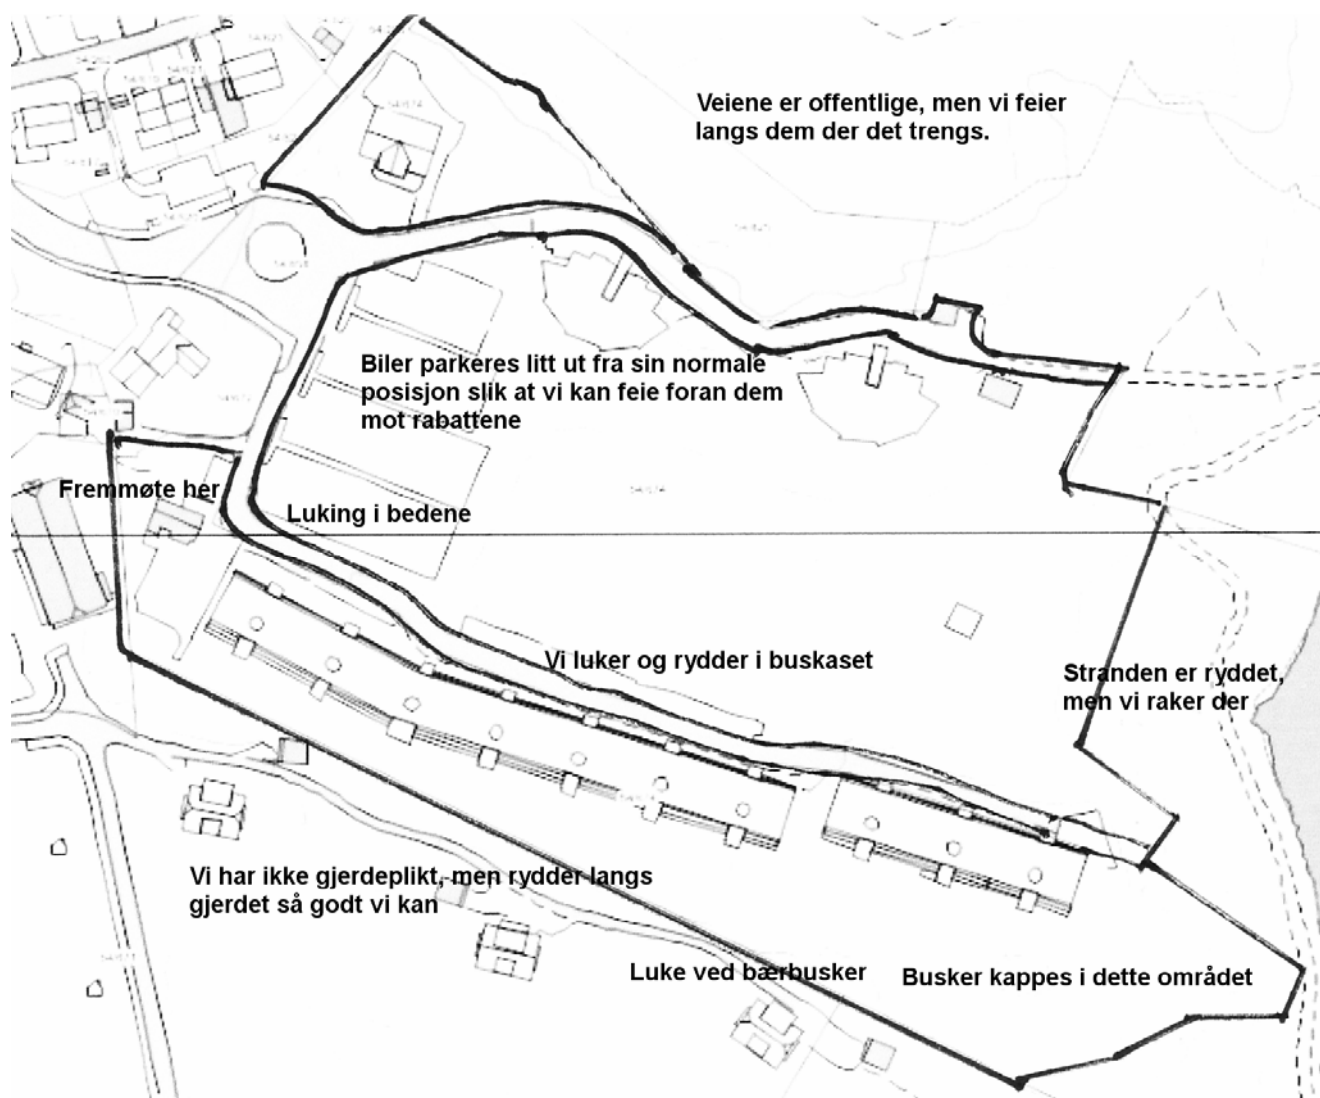 Veiene er offentlige, men vi feier
langs dem der det trengs.
Biler parkeres litt ut fra sin normale
posisjon slik at vi kan feie foran dem
mot rabattene
Fremmøte her
Luking i bedene
Vi luker og rydder i buskaset
Stranden er ryddet,
men vi raker der
Vi har ikke gjerdeplikt, men rydder langs
gjerdet så godt vi kan
Luke ved bærbusker
Busker kappes i dette området